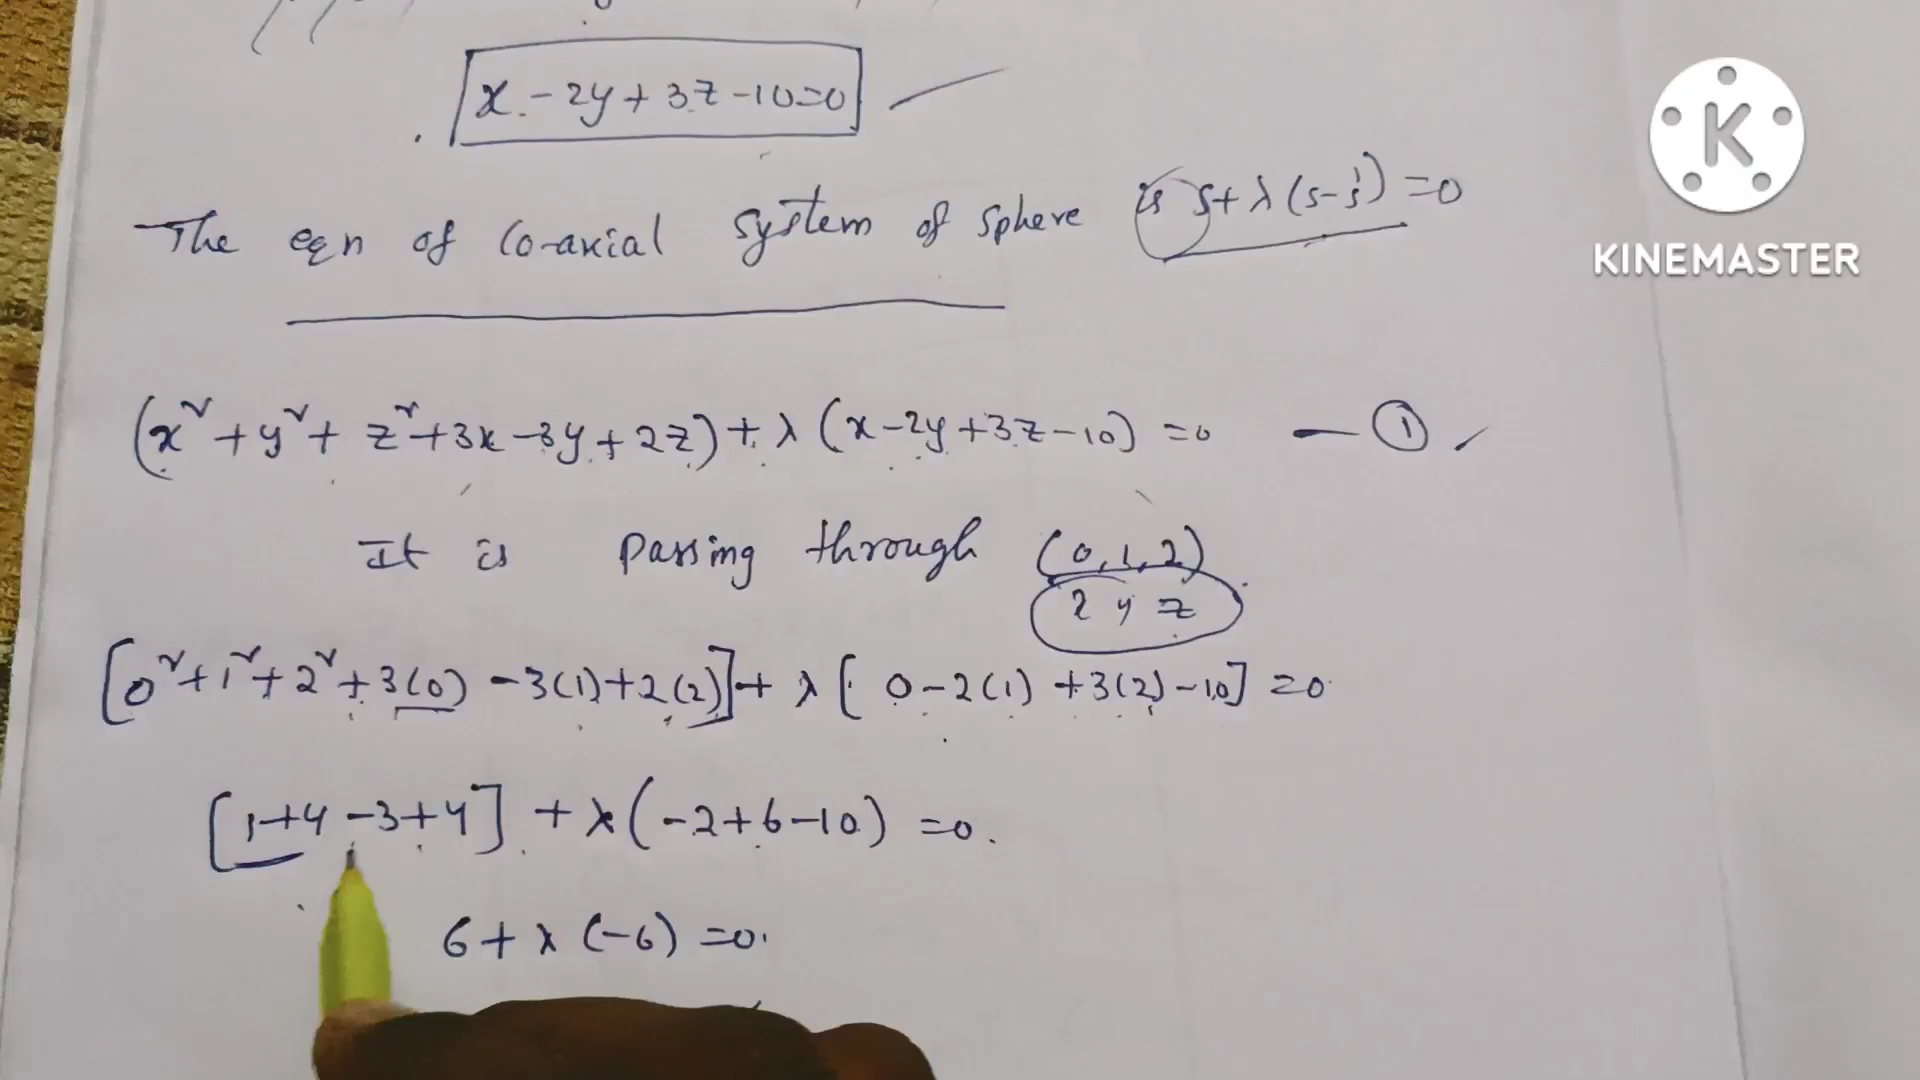 x - 2y + 3z - 10 = 0
The eqn of co-axial system of sphere is s + λ (s - s') = 0
(x² + y² + z² + 3x - 3y + 2z) + λ (x - 2y + 3z - 10) = 0 — ①
It is passing through (0, 1, 2)
x y z
[0² + 1² + 2² + 3(0) - 3(1) + 2(2)] + λ [0 - 2(1) + 3(2) - 10] = 0
[1 + 4 - 3 + 4] + λ (-2 + 6 - 10) = 0.
6 + λ (-6) = 0.
K
KINEMASTER